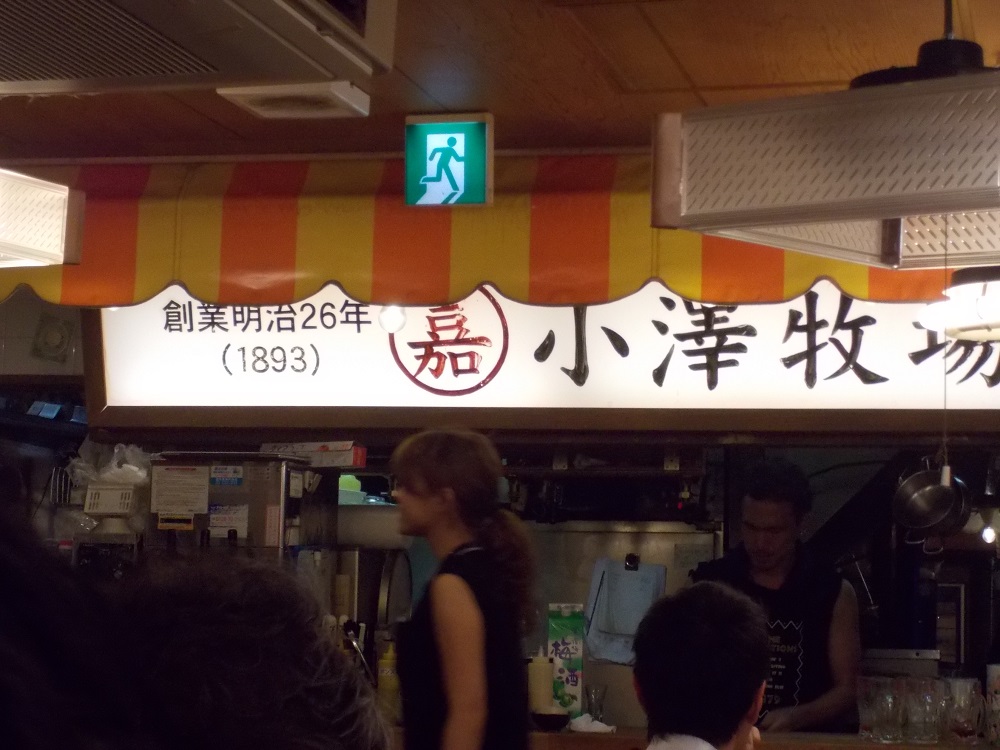 創業明治26年
(1893)
嘉
小澤牧場
梅酒